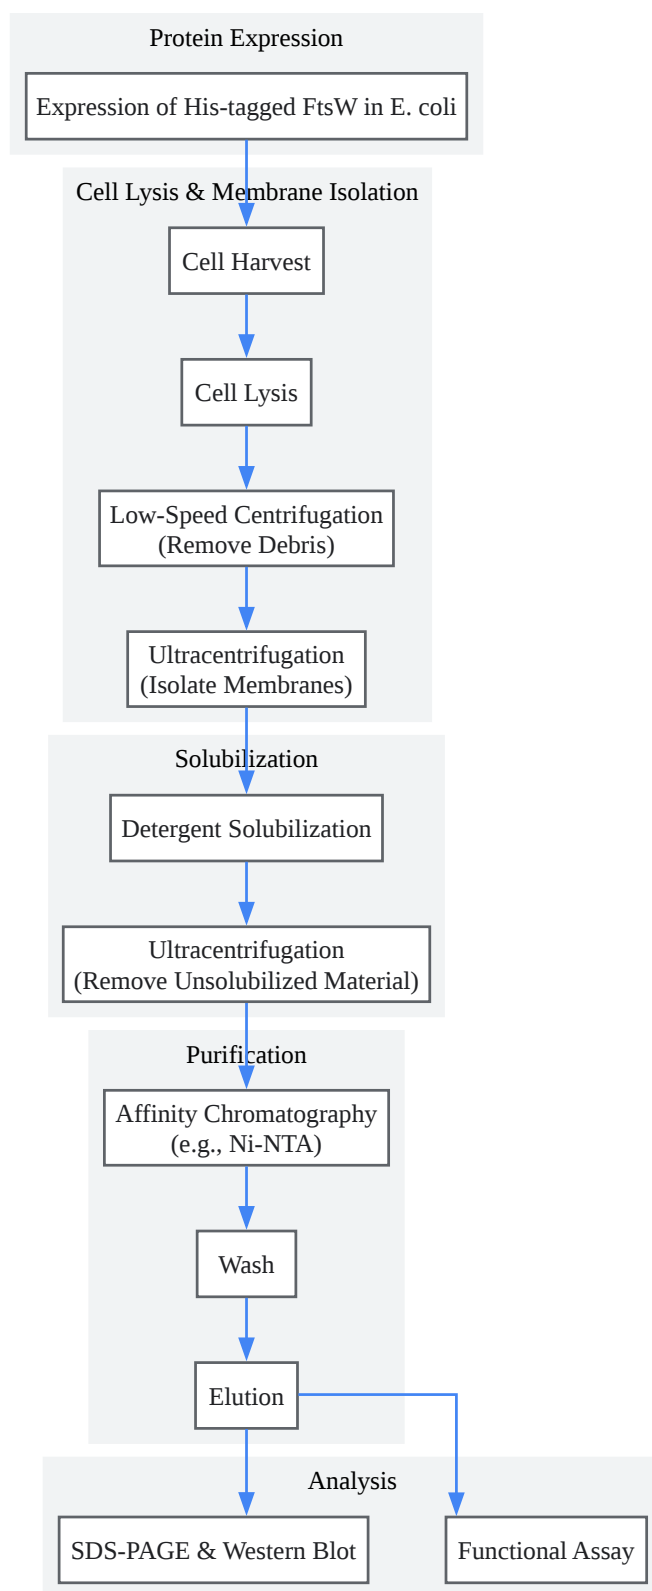 Protein Expression
Expression of His-tagged FtsW in E. coli
Cell Lysis & Membrane Isolation
Cell Harvest
Cell Lysis
Low-Speed Centrifugation
(Remove Debris)
Ultracentrifugation
(Isolate Membranes)
Solubilization
Detergent Solubilization
Ultracentrifugation
(Remove Unsolubilized Material)
Purification
Affinity Chromatography
(e.g., Ni-NTA)
Wash
Elution
Analysis
SDS-PAGE & Western Blot
Functional Assay